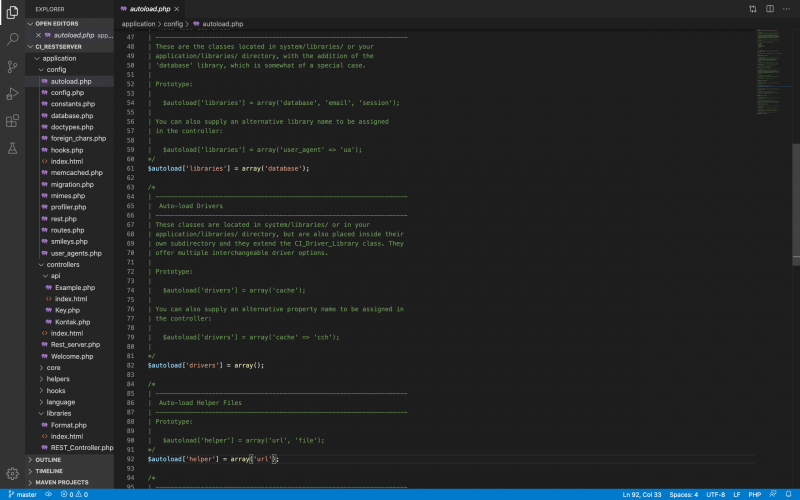 EXPLORER
autoload.php ×
OPEN EDITORS
× autoload.php app...
application > config > autoload.php
CI_RESTSERVER
application
config
autoload.php
config.php
constants.php
database.php
doctypes.php
foreign_chars.php
hooks.php
index.html
memcached.php
migration.php
mimes.php
profiler.php
rest.php
routes.php
smileys.php
user_agents.php
controllers
api
Example.php
index.html
Key.php
Kontak.php
index.html
Rest_server.php
Welcome.php
core
helpers
hooks
language
libraries
Format.php
index.html
REST_Controller.php
OUTLINE
TIMELINE
MAVEN PROJECTS
47 | -------------------------------------------------------------------
48 | These are the classes located in system/libraries/ or your
49 | application/libraries/ directory, with the addition of the
50 | 'database' library, which is somewhat of a special case.
51 |
52 | Prototype:
53 |
54 | $autoload['libraries'] = array('database', 'email', 'session');
55 |
56 | You can also supply an alternative library name to be assigned
57 | in the controller:
58 |
59 | $autoload['libraries'] = array('user_agent' => 'ua');
60 */
61 $autoload['libraries'] = array('database');
62
63 /*
64 | -------------------------------------------------------------------
65 | Auto-load Drivers
66 | -------------------------------------------------------------------
67 | These classes are located in system/libraries/ or in your
68 | application/libraries/ directory, but are also placed inside their
69 | own subdirectory and they extend the CI_Driver_Library class. They
70 | offer multiple interchangeable driver options.
71 |
72 | Prototype:
73 |
74 | $autoload['drivers'] = array('cache');
75 |
76 | You can also supply an alternative property name to be assigned in
77 | the controller:
78 |
79 | $autoload['drivers'] = array('cache' => 'cch');
80 |
81 */
82 $autoload['drivers'] = array();
83
84 /*
85 | -------------------------------------------------------------------
86 | Auto-load Helper Files
87 | -------------------------------------------------------------------
88 | Prototype:
89 |
90 | $autoload['helper'] = array('url', 'file');
91 */
92 $autoload['helper'] = array('url');
93
94 /*
95 | -------------------------------------------------------------------
master 0 0 Ln 92, Col 33 Spaces: 4 UTF-8 LF PHP